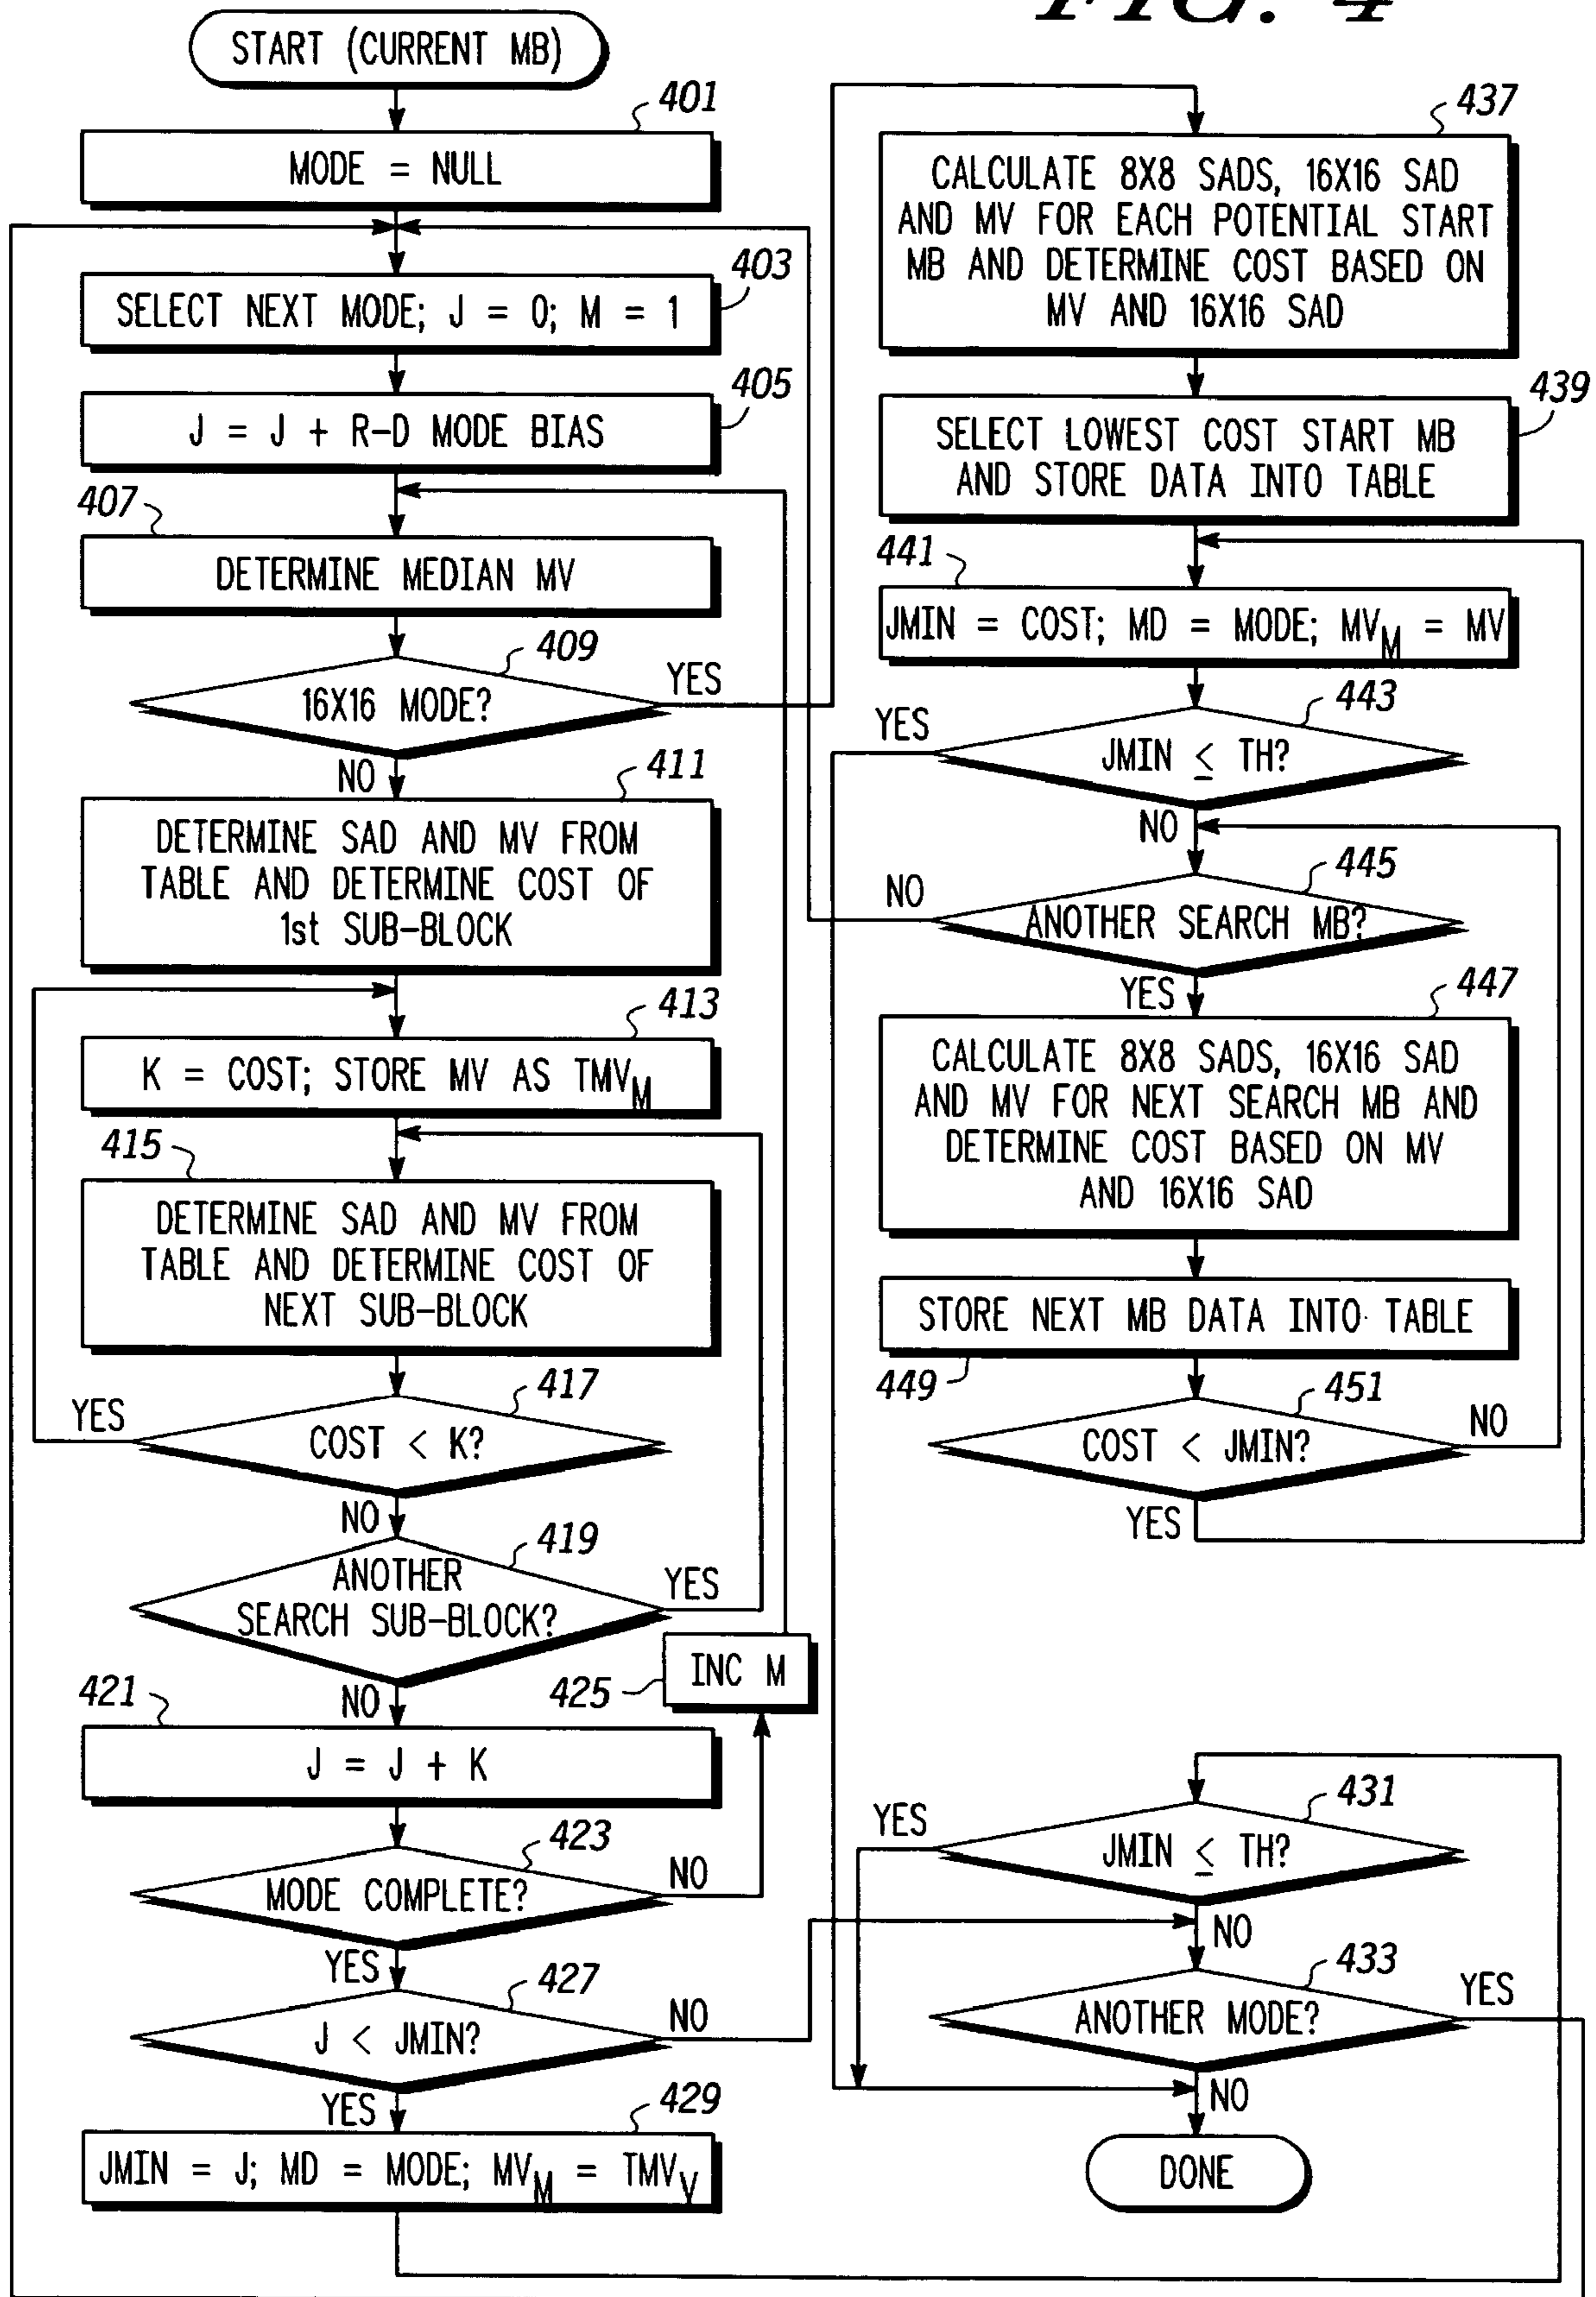 FIG. 4
START (CURRENT MB)
401
MODE = NULL
403
SELECT NEXT MODE; J = 0; M = 1
405
J = J + R-D MODE BIAS
407
DETERMINE MEDIAN MV
409
16X16 MODE?
YES
NO
411
DETERMINE SAD AND MV FROM
TABLE AND DETERMINE COST OF
1st SUB-BLOCK
413
K = COST; STORE MV AS TMVM
415
DETERMINE SAD AND MV FROM
TABLE AND DETERMINE COST OF
NEXT SUB-BLOCK
417
YES
COST < K?
NO
419
ANOTHER
SEARCH SUB-BLOCK?
YES
NO
421
J = J + K
425
INC M
423
MODE COMPLETE?
NO
YES
427
J < JMIN?
NO
YES
429
JMIN = J; MD = MODE; MVM = TMVV
437
CALCULATE 8X8 SADS, 16X16 SAD
AND MV FOR EACH POTENTIAL START
MB AND DETERMINE COST BASED ON
MV AND 16X16 SAD
439
SELECT LOWEST COST START MB
AND STORE DATA INTO TABLE
441
JMIN = COST; MD = MODE; MVM = MV
443
YES
JMIN ≤ TH?
NO
445
NO
ANOTHER SEARCH MB?
YES
447
CALCULATE 8X8 SADS, 16X16 SAD
AND MV FOR NEXT SEARCH MB AND
DETERMINE COST BASED ON MV
AND 16X16 SAD
STORE NEXT MB DATA INTO TABLE
449
451
COST < JMIN?
NO
YES
431
YES
JMIN ≤ TH?
NO
433
ANOTHER MODE?
YES
NO
DONE